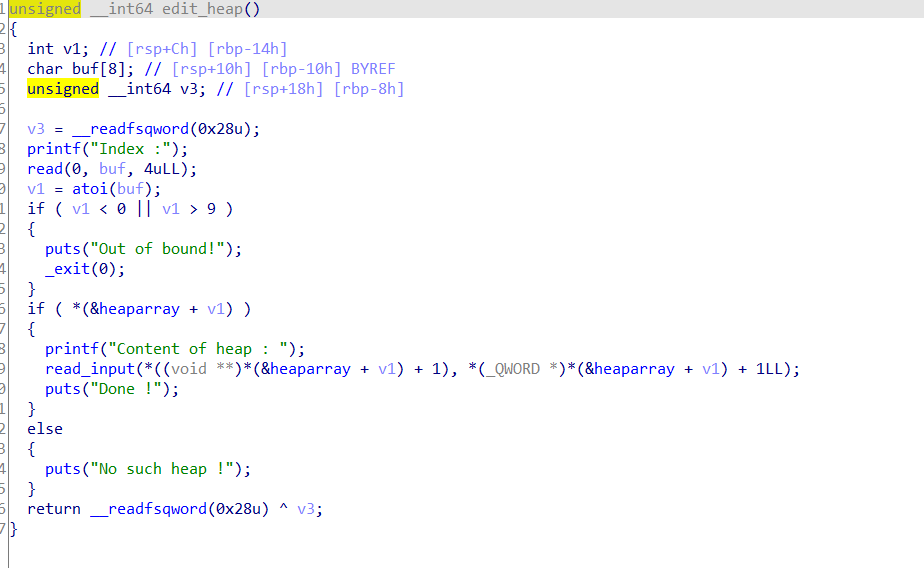 1 unsigned __int64 edit_heap()
2 {
3 int v1; // [rsp+Ch] [rbp-14h]
4 char buf[8]; // [rsp+10h] [rbp-10h] BYREF
5 unsigned __int64 v3; // [rsp+18h] [rbp-8h]
6
7 v3 = __readfsqword(0x28u);
8 printf("Index :");
9 read(0, buf, 4uLL);
0 v1 = atoi(buf);
1 if ( v1 < 0 || v1 > 9 )
2 {
3 puts("Out of bound!");
4 _exit(0);
5 }
6 if ( *(&heaparray + v1) )
7 {
8 printf("Content of heap : ");
9 read_input(*((void **)*(&heaparray + v1) + 1), *(_QWORD *)*(&heaparray + v1) + 1LL);
0 puts("Done !");
1 }
2 else
3 {
4 puts("No such heap !");
5 }
6 return __readfsqword(0x28u) ^ v3;
7 }